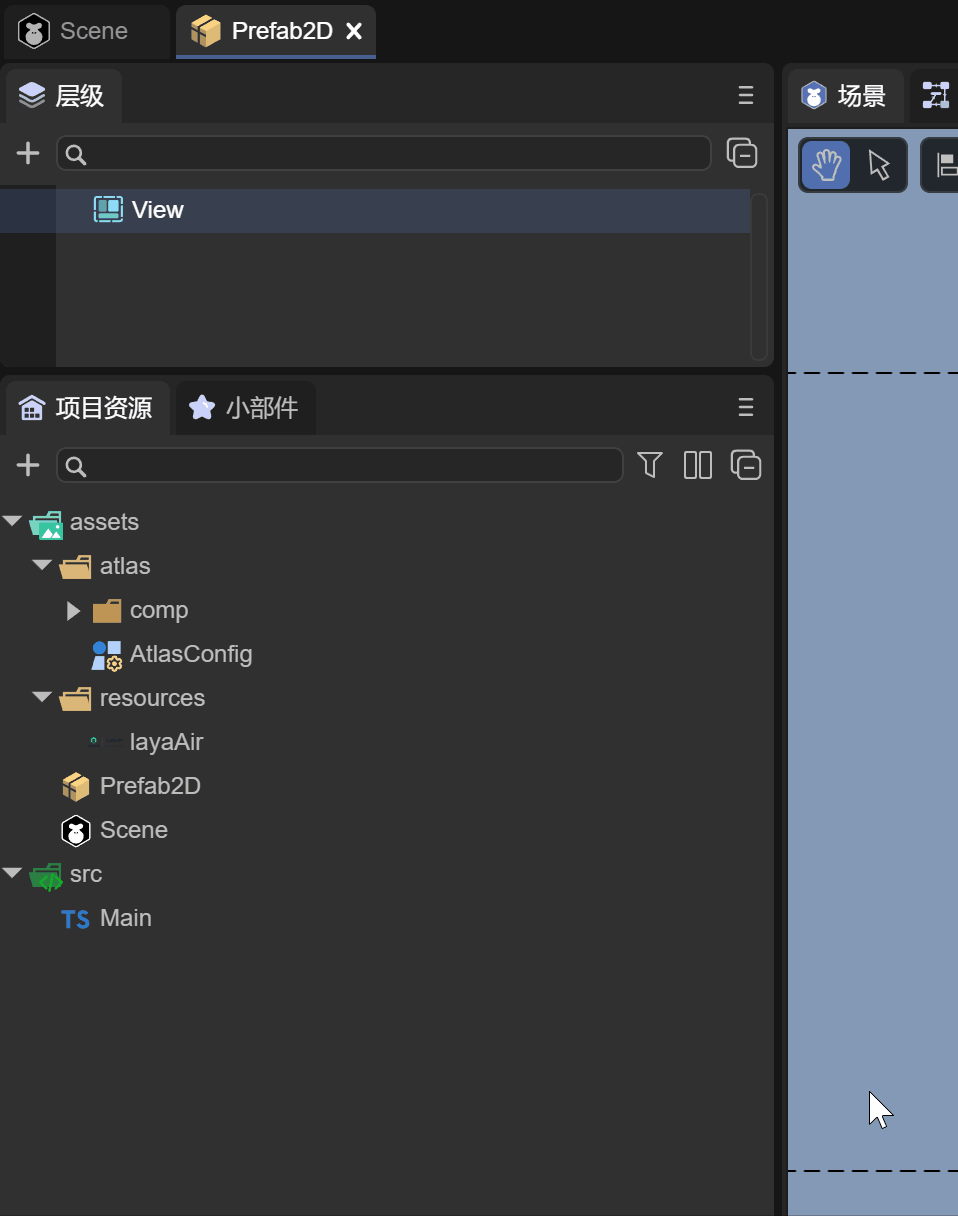 Scene
Prefab2D
层级
场景
View
项目资源
小部件
assets
atlas
comp
AtlasConfig
resources
layaAir
Prefab2D
Scene
src
TS Main